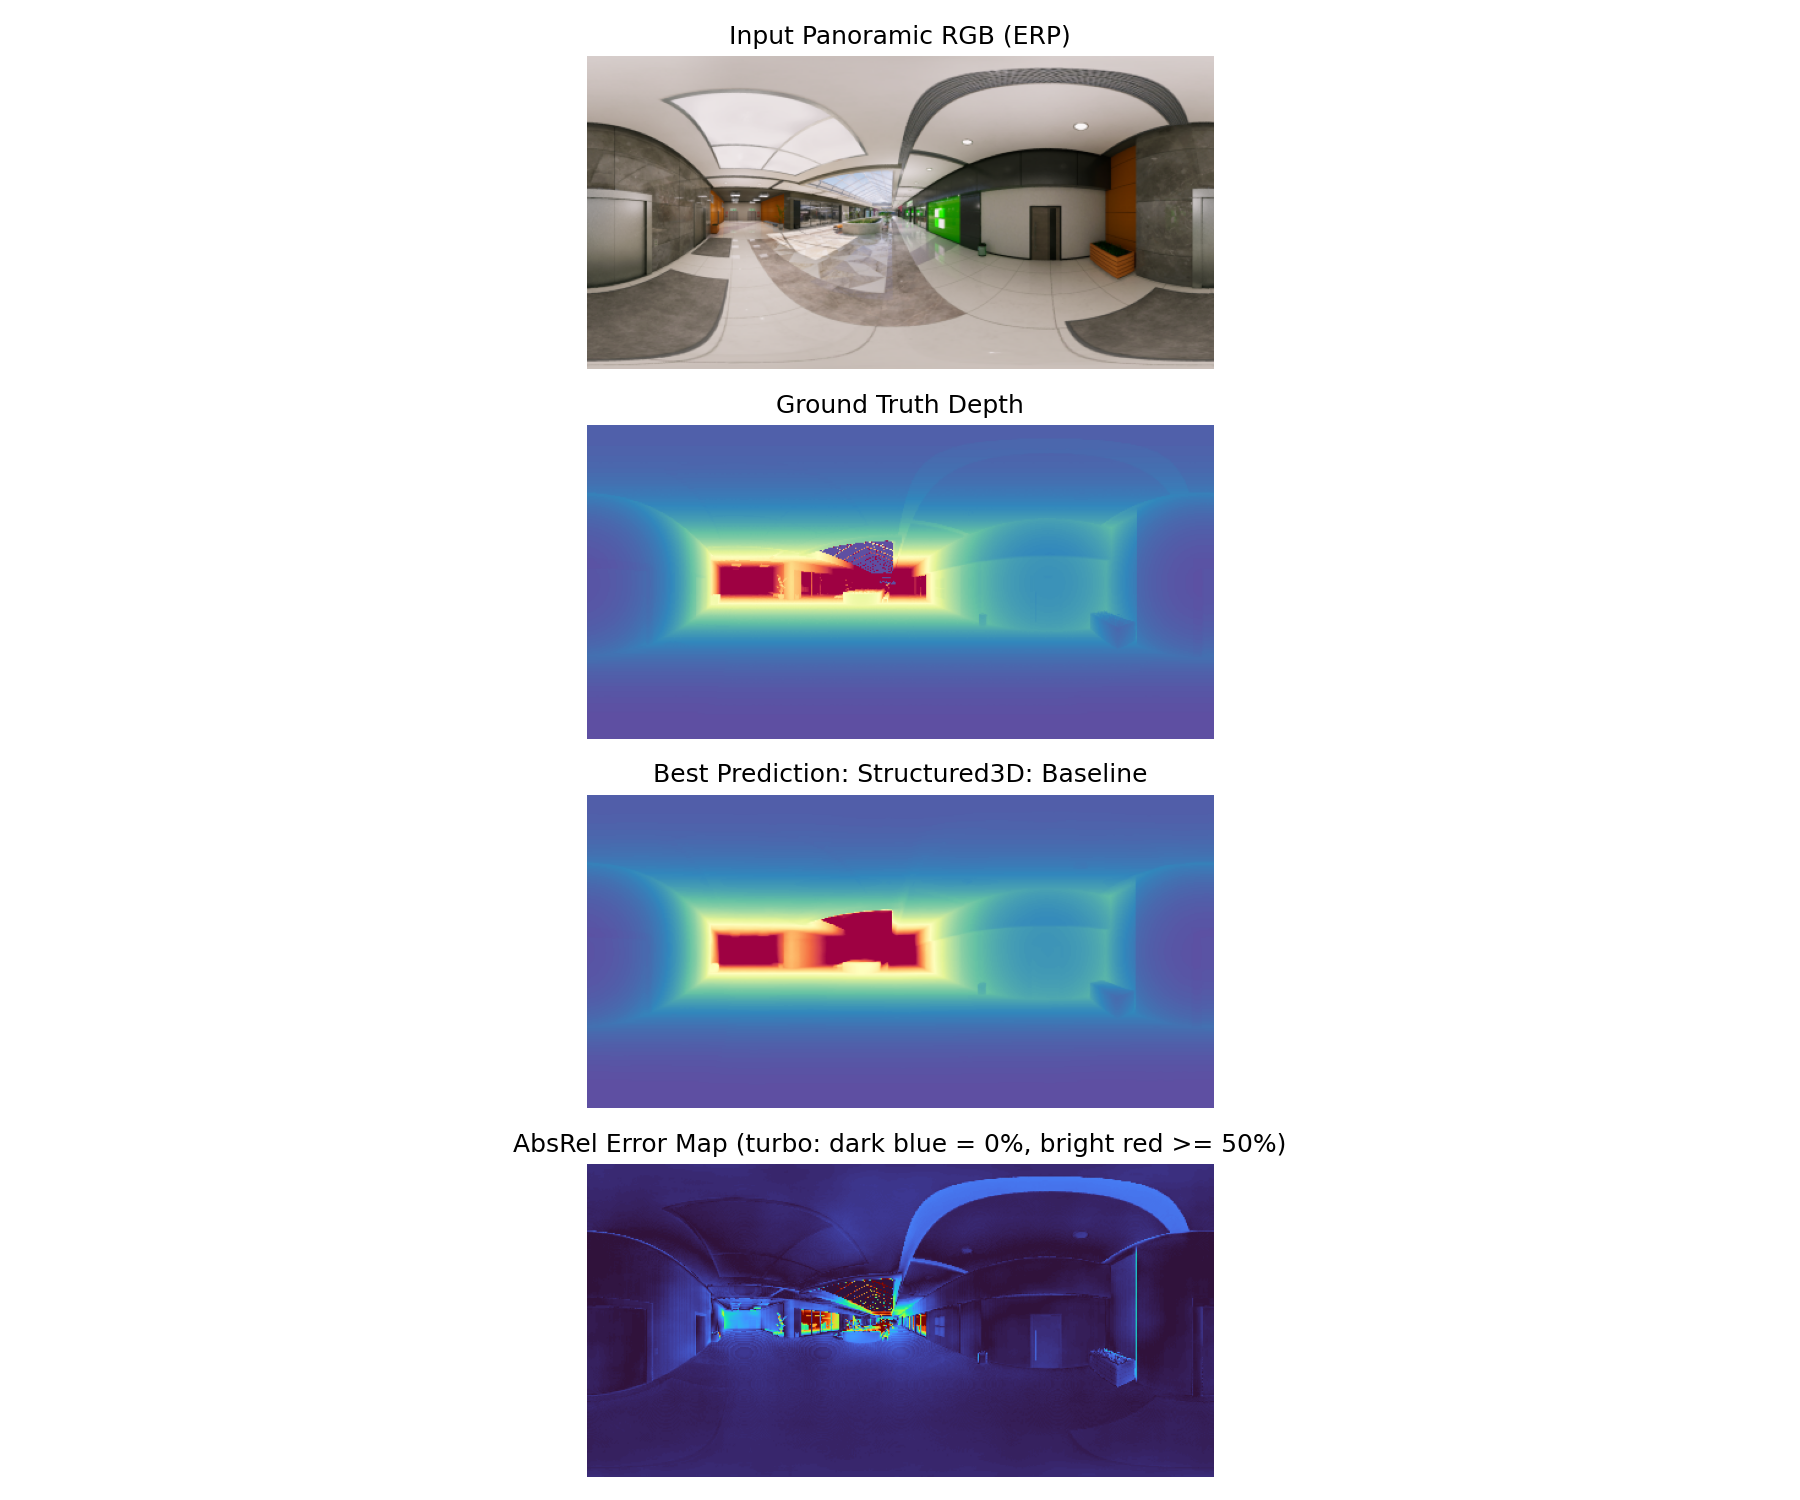 Input Panoramic RGB (ERP)
Ground Truth Depth
Best Prediction: Structured3D: Baseline
AbsRel Error Map (turbo: dark blue = 0%, bright red >= 50%)